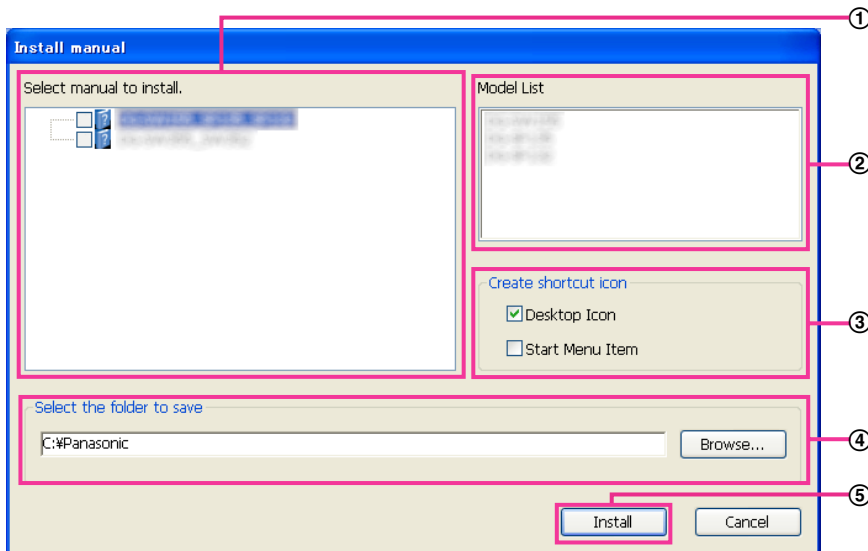 ①
Install manual
Select manual to install.
Model List
②
Create shortcut icon
Desktop Icon
③
Start Menu Item
Select the folder to save
C:¥Panasonic
Browse...
④
⑤
Install
Cancel